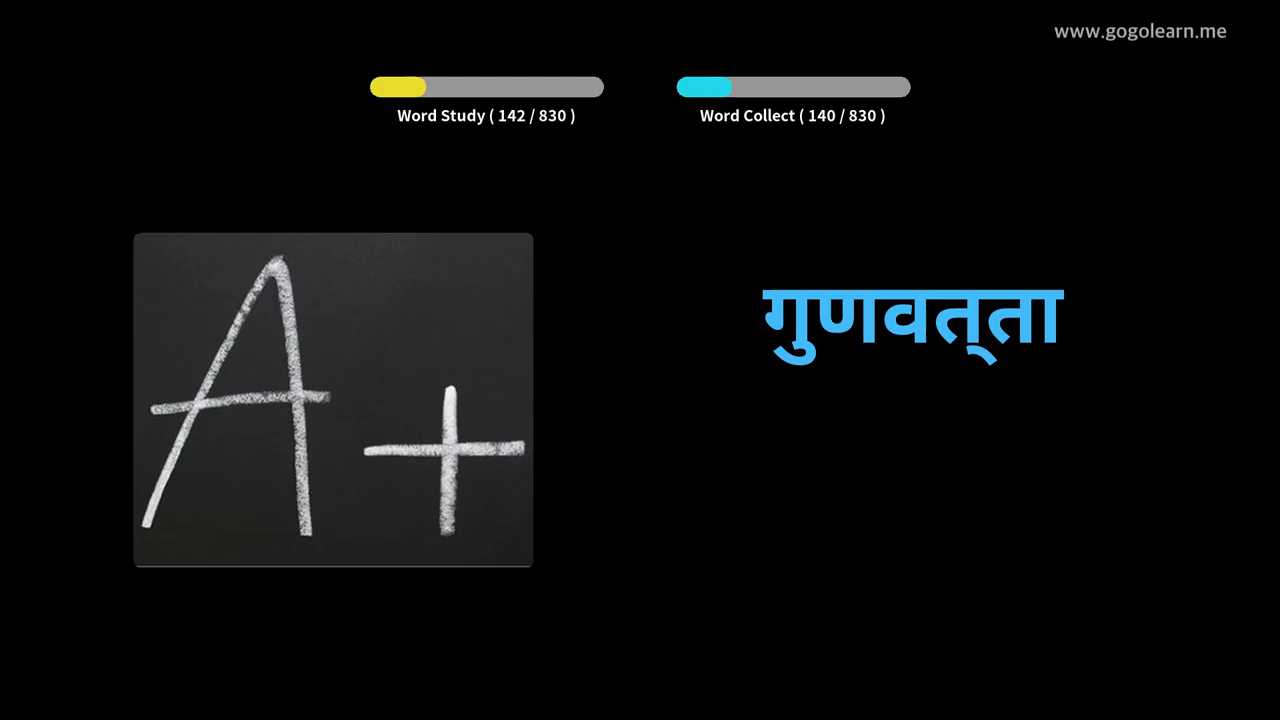 www.gogolearn.me
Word Study ( 142 / 830 )
Word Collect ( 140 / 830 )
A+
गुणवत्‌ता